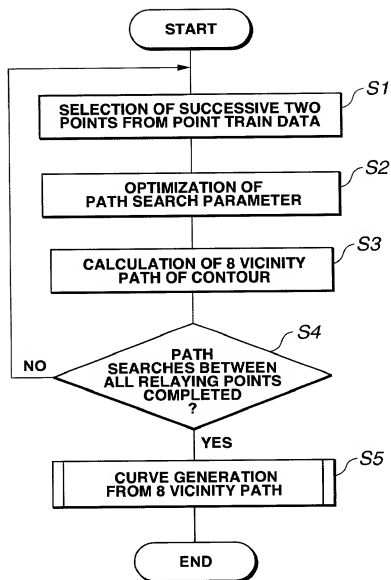 START
S1
SELECTION OF SUCCESSIVE TWO
POINTS FROM POINT TRAIN DATA
S2
OPTIMIZATION OF
PATH SEARCH PARAMETER
S3
CALCULATION OF 8 VICINITY
PATH OF CONTOUR
S4
PATH
SEARCHES BETWEEN
ALL RELAYING POINTS
COMPLETED
?
NO
YES
S5
CURVE GENERATION
FROM 8 VICINITY PATH
END